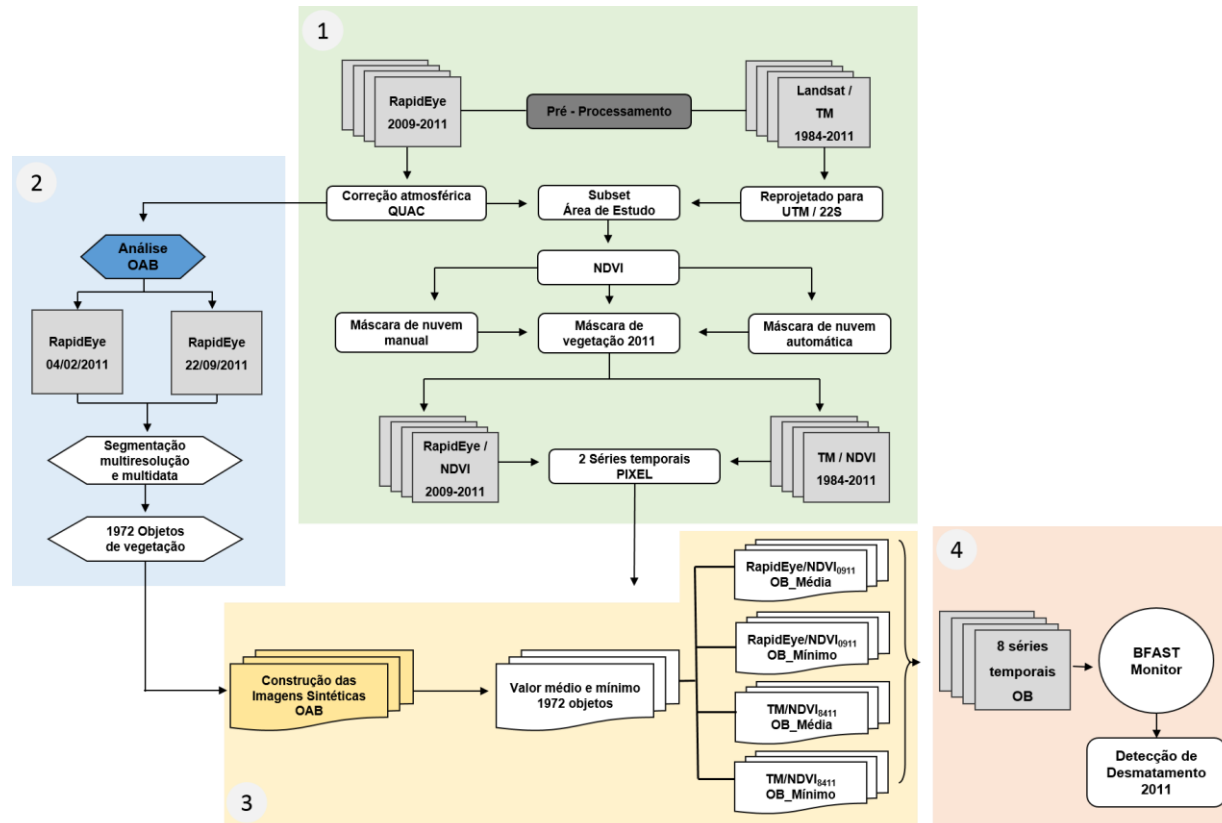 1
RapidEye
2009-2011
Pré - Processamento
Landsat /
TM
1984-2011
Correção atmosférica
QUAC
Subset
Área de Estudo
Reprojetado para
UTM / 22S
NDVI
Máscara de nuvem
manual
Máscara de
vegetação 2011
Máscara de nuvem
automática
RapidEye /
NDVI
2009-2011
2 Séries temporais
PIXEL
TM / NDVI
1984-2011
2
Análise
OAB
RapidEye
04/02/2011
RapidEye
22/09/2011
Segmentação
multiresolução
e multidata
1972 Objetos
de vegetação
3
Construção das
Imagens Sintéticas
OAB
Valor médio e mínimo
1972 objetos
RapidEye/NDVI0911
OB_Média
RapidEye/NDVI0911
OB_Mínimo
TM/NDVI8411
OB_Média
TM/NDVI8411
OB_Mínimo
4
8 séries
temporais
OB
BFAST
Monitor
Detecção de
Desmatamento
2011